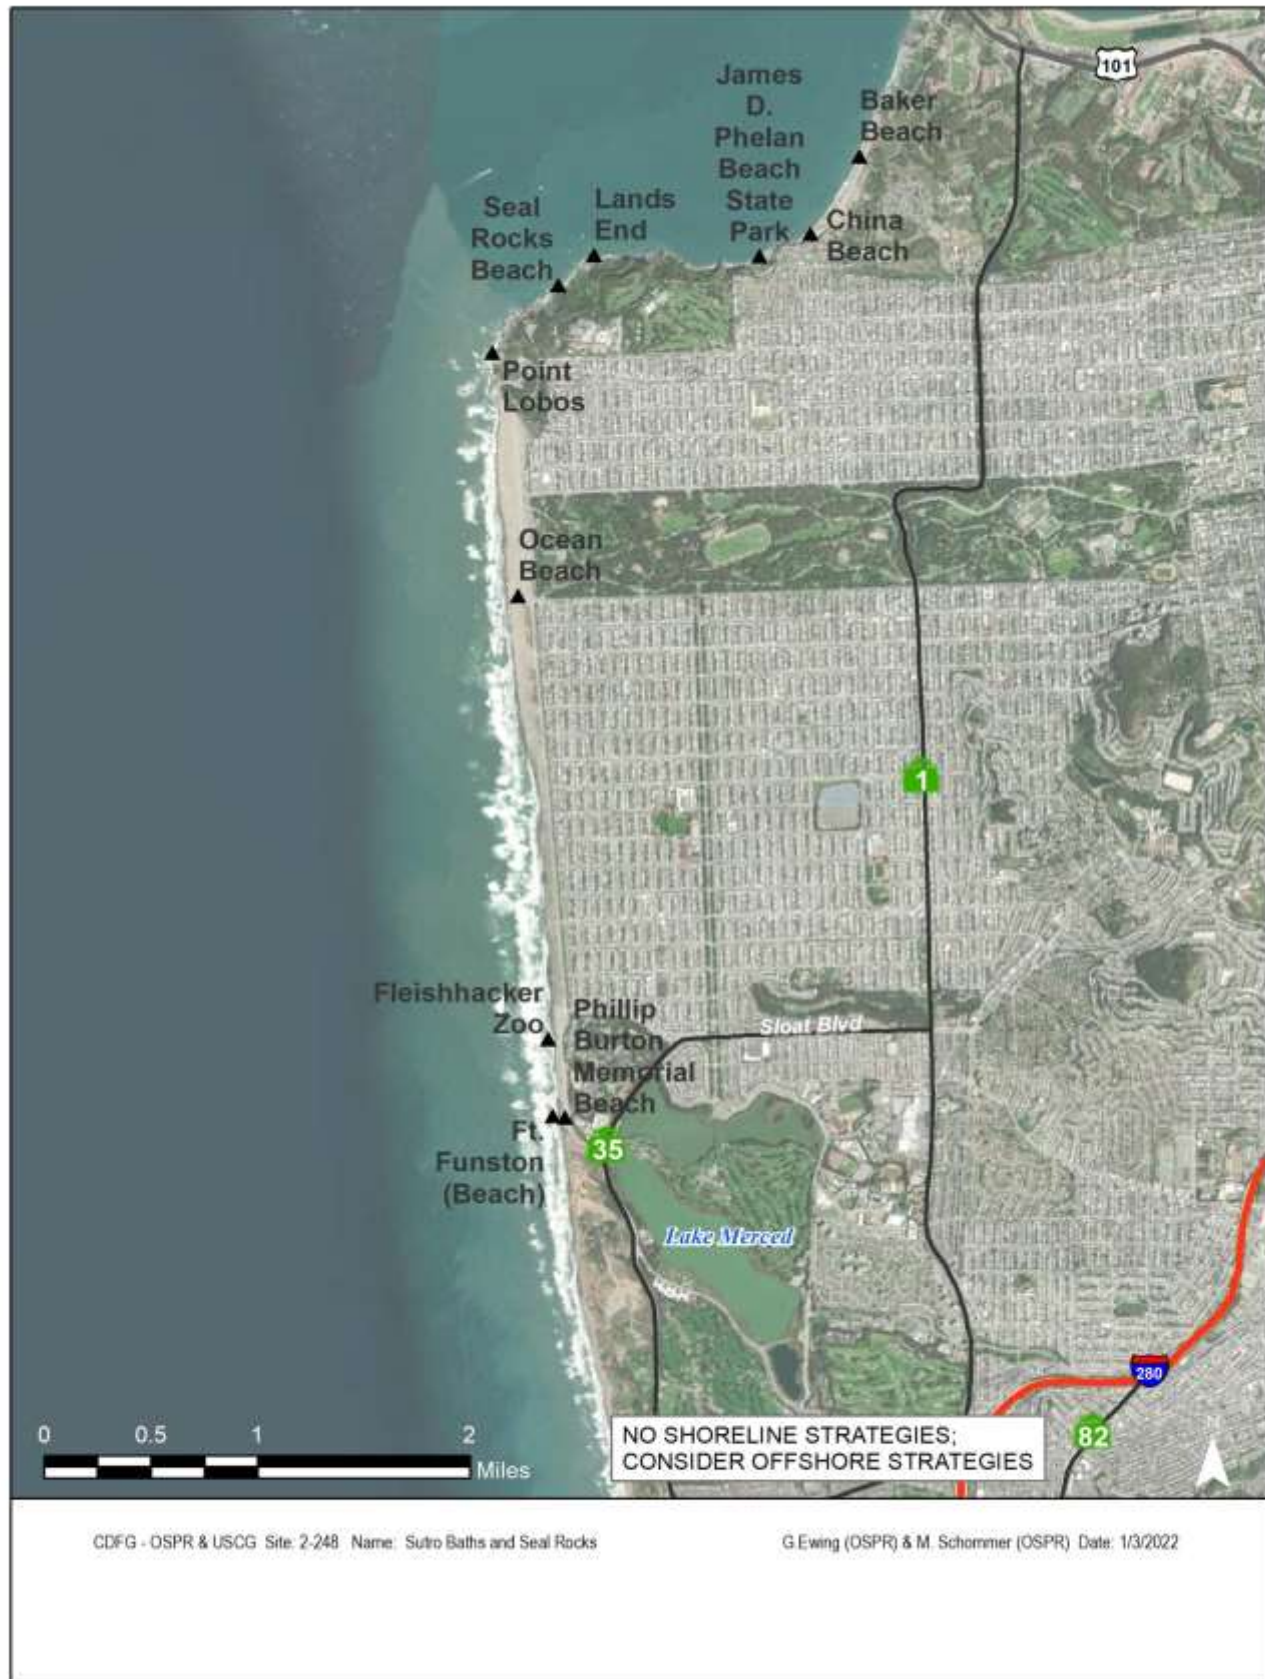 101
James
D.
Phelan
Beach
State
Park
Baker
Beach
Seal
Rocks
Beach
Lands
End
China
Beach
Point
Lobos
Ocean
Beach
1
Fleishhacker
Zoo
Phillip
Burton
Memorial
Beach
Sloat Blvd
Ft.
Funston
(Beach)
35
Lake Merced
280
82
0 0.5 1 2
Miles
NO SHORELINE STRATEGIES;
CONSIDER OFFSHORE STRATEGIES
CDFG - OSPR & USCG Site: 2-248 Name: Sutro Baths and Seal Rocks
G.Ewing (OSPR) & M. Schommer (OSPR) Date: 1/3/2022